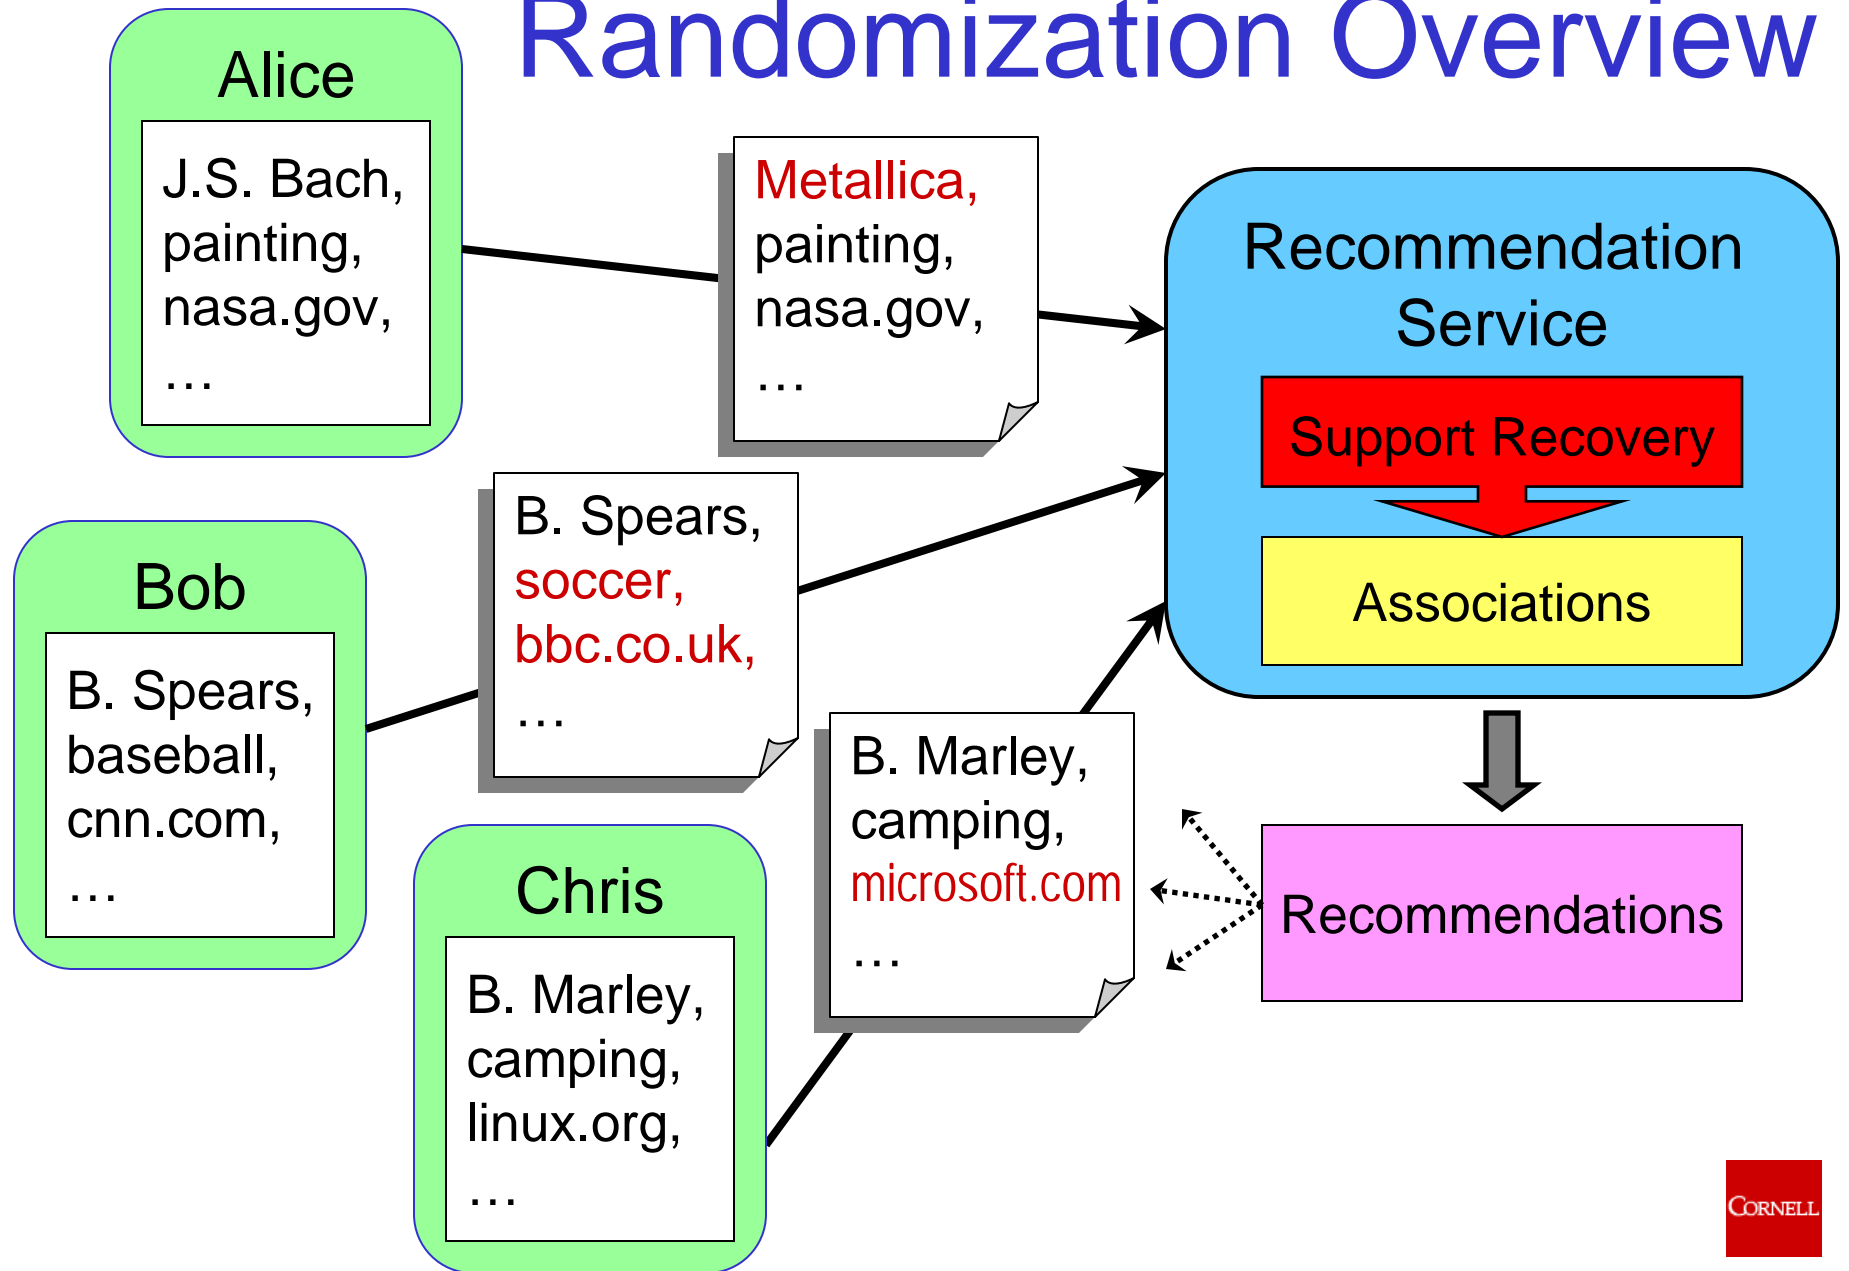 Randomization Overview
Alice
J.S. Bach,
painting,
nasa.gov,
…
Metallica,
painting,
nasa.gov,
…
Recommendation
Service
Support Recovery
Associations
B. Spears,
soccer,
bbc.co.uk,
…
Bob
B. Spears,
baseball,
cnn.com,
…
B. Marley,
camping,
microsoft.com
…
Chris
B. Marley,
camping,
linux.org,
…
Recommendations
CORNELL